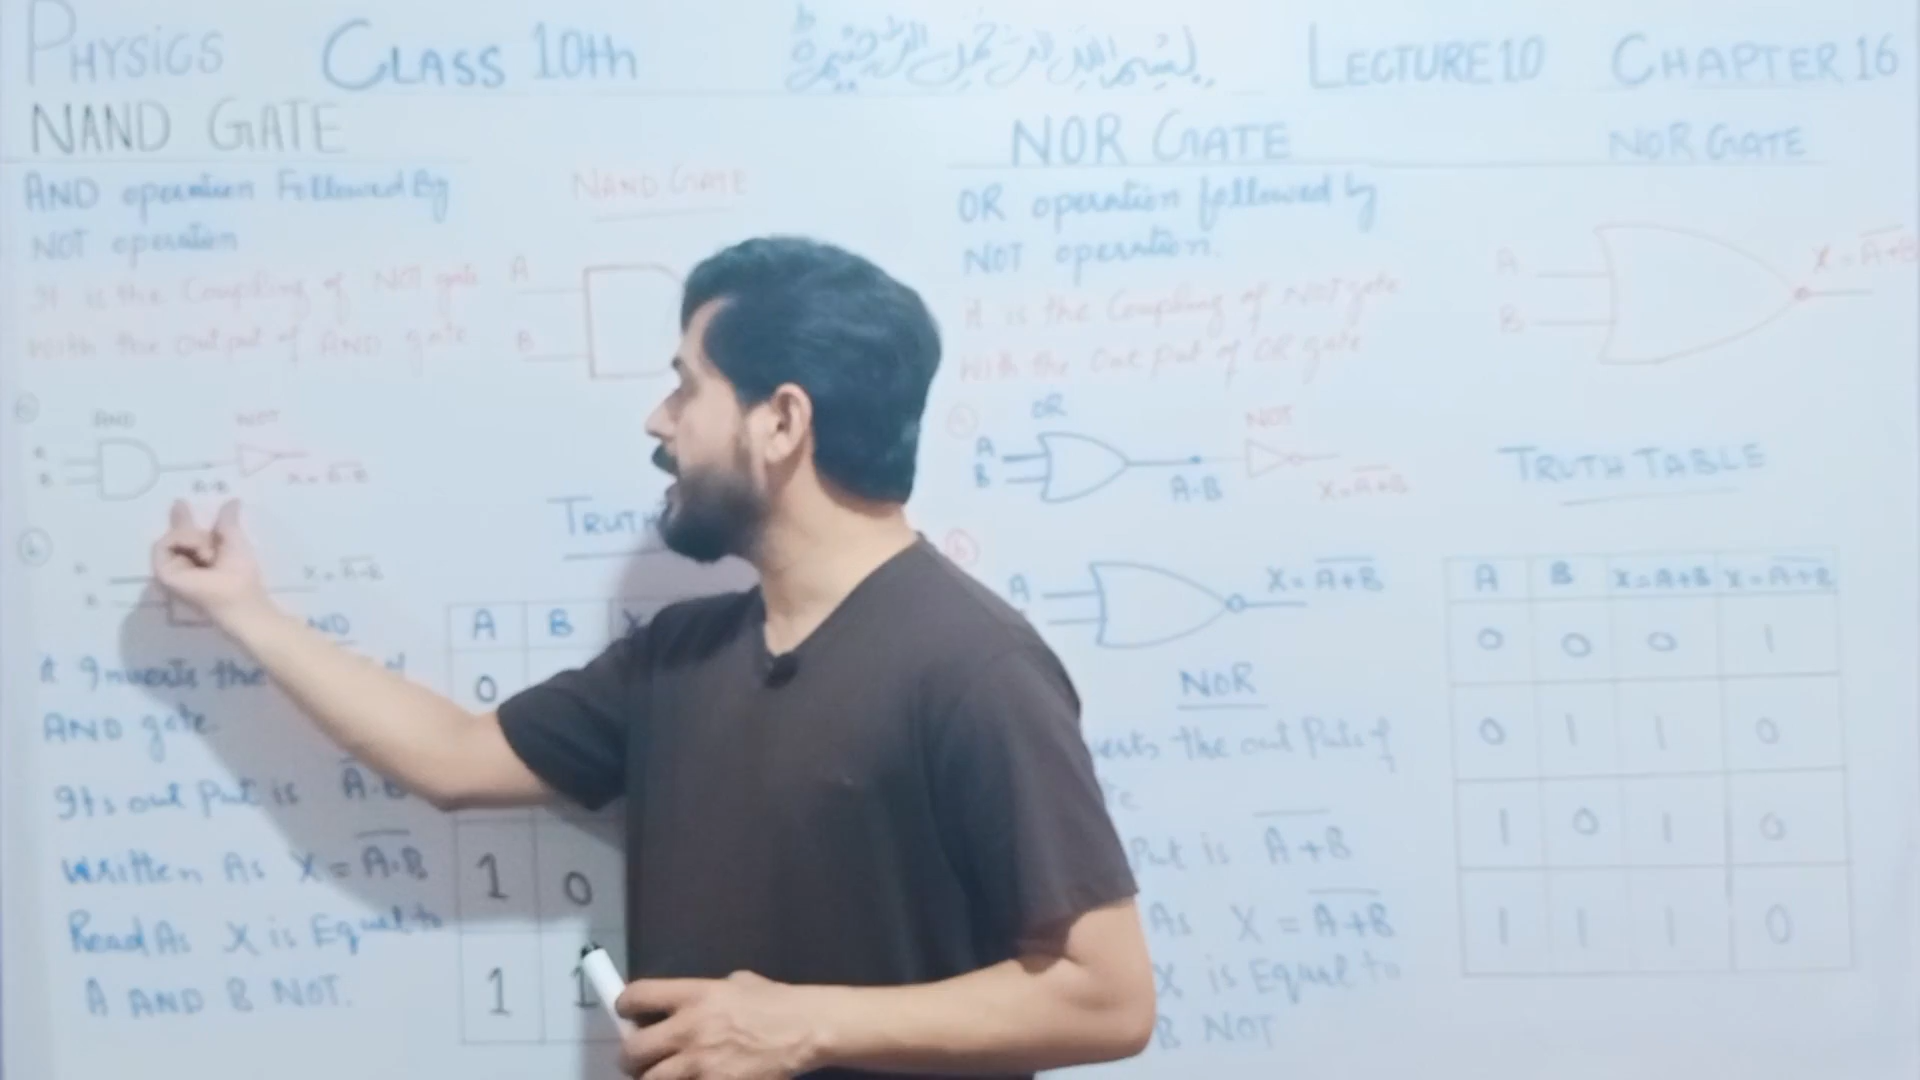 PHYSICS CLASS 10th بسم الله الرحمن الرحيم LECTURE 10 CHAPTER 16
NAND GATE
AND operation Followed By
NOT operation
It is the Coupling of NOT gate
With the Output of AND gate
AND NOT
A.B
X = A̅.̅B̅
b
X = A̅.̅B̅
ND
It Inverts the
AND gate
Its out Put is A̅.̅B
Written As X = A̅.̅B̅
Read As X is Equal to
A AND B NOT.
NAND GATE
A
B
TRUTH
A B X
0
1 0
1 1
NOR GATE
OR operation followed by
NOT operation.
it is the Coupling of NOT gate
With the Out Put of OR gate
a OR NOT
A
B
A.B
X = A̅+̅B̅
b
A
X = A̅+̅B̅
NOR
verts the out Put of
Put is A̅+̅B̅
As X = A̅+̅B̅
X is Equal to
B NOT
NOR GATE
A
B
X = A̅+̅B̅
TRUTH TABLE
A B X=A+B X=A̅+̅B̅
0 0 0 1
0 1 1 0
1 0 1 0
1 1 1 0